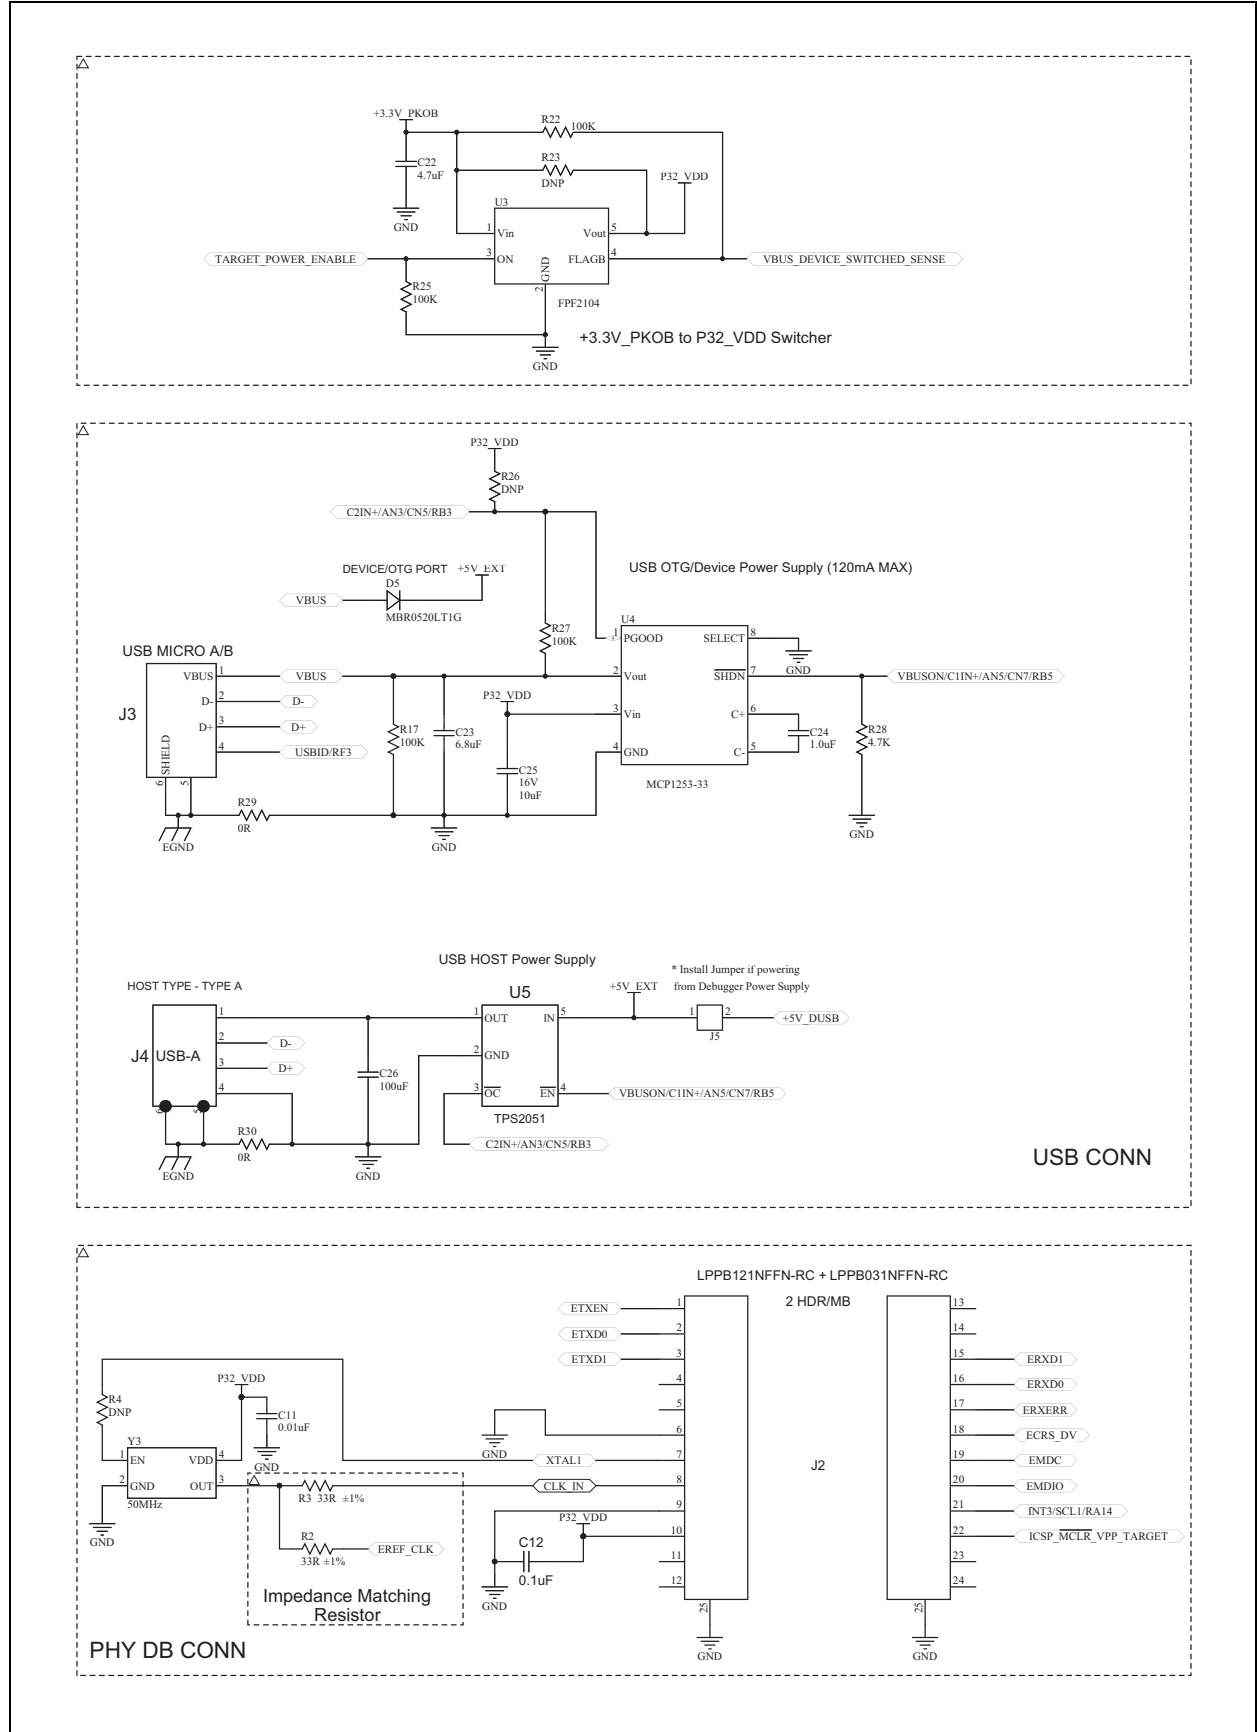 +3.3V_PKOB
R22
100K
R23
DNP
C22
4.7uF
GND
P32_VDD
U3
1 Vin
Vout 5
TARGET_POWER_ENABLE
3 ON
FLAGB 4
VBUS_DEVICE_SWITCHED_SENSE
GND
2
R25
100K
FPF2104
+3.3V_PKOB to P32_VDD Switcher
GND
P32_VDD
R26
DNP
C2IN+/AN3/CN5/RB3
DEVICE/OTG PORT
+5V_EXT
USB OTG/Device Power Supply (120mA MAX)
D5
VBUS
MBR0520LT1G
U4
R27
100K
1 PGOOD
SELECT 8
GND
USB MICRO A/B
VBUS 1
VBUS
2 Vout
SHDN 7
VBUSON/C1IN+/AN5/CN7/RB5
J3
D- 2
D-
P32_VDD
D+ 3
D+
3 Vin
C+ 6
4
USBID/RF3
R17
100K
C23
6.8uF
C24
1.0uF
R28
4.7K
4 GND
C- 5
SHIELD
6
5
C25
16V
10uF
MCP1253-33
R29
0R
EGND
GND
GND
USB HOST Power Supply
* Install Jumper if powering
from Debugger Power Supply
HOST TYPE - TYPE A
U5
+5V_EXT
1
1 OUT
IN 5
1
2
+5V_DUSB
J5
2
D-
J4 USB-A
2 GND
3
D+
C26
100uF
4
3 OC
EN 4
VBUSON/C1IN+/AN5/CN7/RB5
6
5
TPS2051
R30
0R
C2IN+/AN3/CN5/RB3
EGND
GND
USB CONN
LPPB121NFFN-RC + LPPB031NFFN-RC
2 HDR/MB
ETXEN
1
13
ETXD0
2
14
ETXD1
3
15
ERXD1
4
16
ERXD0
5
17
ERXERR
6
18
ECRS_DV
GND
XTAL1
7
19
EMDC
J2
CLK_IN
8
20
EMDIO
9
21
INT3/SCL1/RA14
10
22
ICSP_MCLR_VPP_TARGET
11
23
12
24
25
GND
25
GND
P32_VDD
R4
DNP
C11
0.01uF
GND
Y3
1 EN
VDD 4
2 GND
OUT 3
50MHz
GND
R3 33R ±1%
R2
33R ±1%
EREF_CLK
P32_VDD
C12
0.1uF
GND
Impedance Matching
Resistor
PHY DB CONN